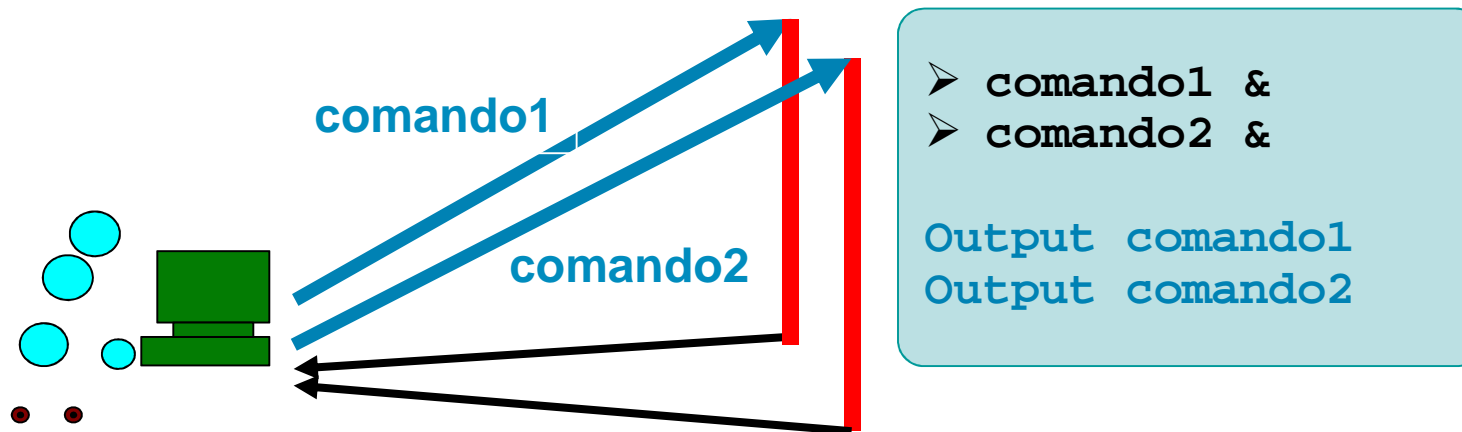 comando1
comando2
➢ comando1 &
➢ comando2 &
Output comando1
Output comando2